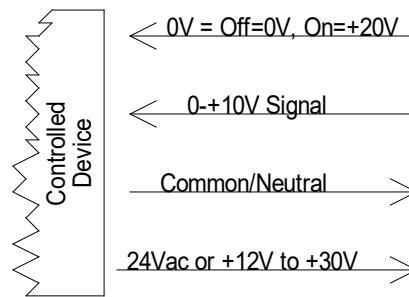 0V = Off=0V, On=+20V
0-+10V Signal
Controlled
Device
Common/Neutral
24Vac or +12V to +30V